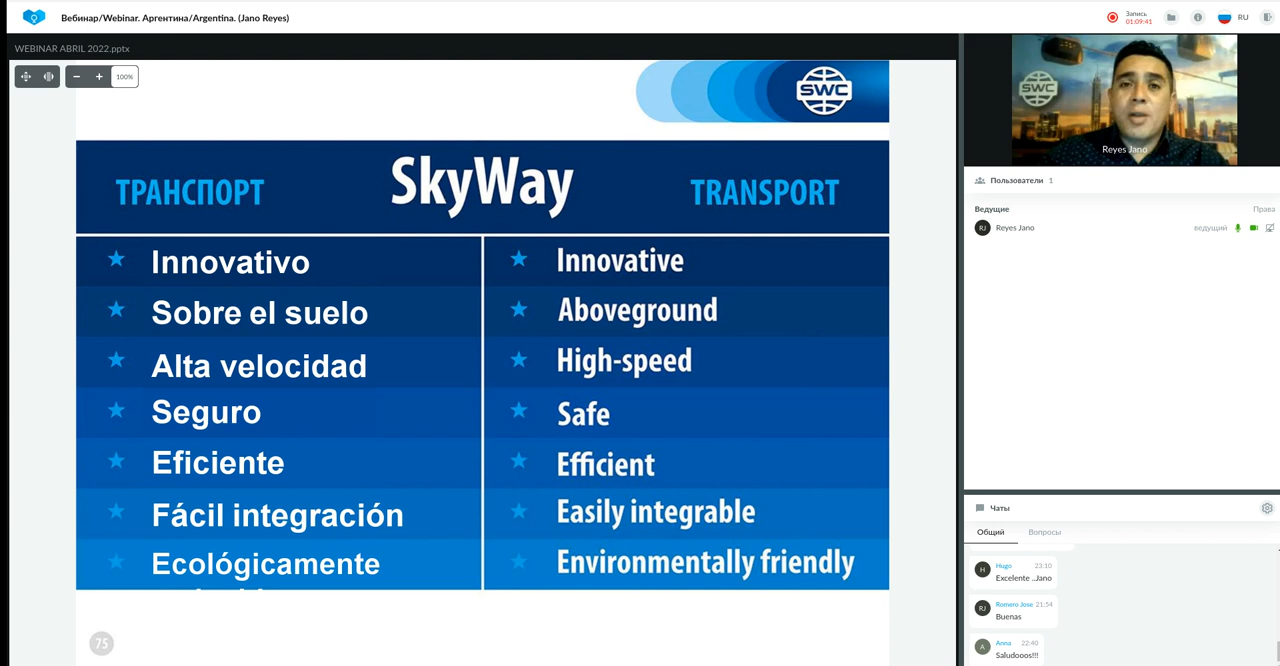 Вебинар/Webinar. Аргентина/Argentina. (Jano Reyes)
Запись
01:09:41
RU
WEBINAR ABRIL 2022.pptx
100%
SWC
ТРАНСПОРТ SkyWay TRANSPORT
Innovativo Innovative
Sobre el suelo Aboveground
Alta velocidad High-speed
Seguro Safe
Eficiente Efficient
Fácil integración Easily integrable
Ecológicamente Environmentally friendly
75
SWC
Reyes Jano
Пользователи 1
Ведущие Права
RJ Reyes Jano ведущий
Чаты
Общий Вопросы
H Hugo 23:10
Excelente ..Jano
RJ Romero Jose 21:54
Buenas
A Anna 22:40
Saludooos!!!